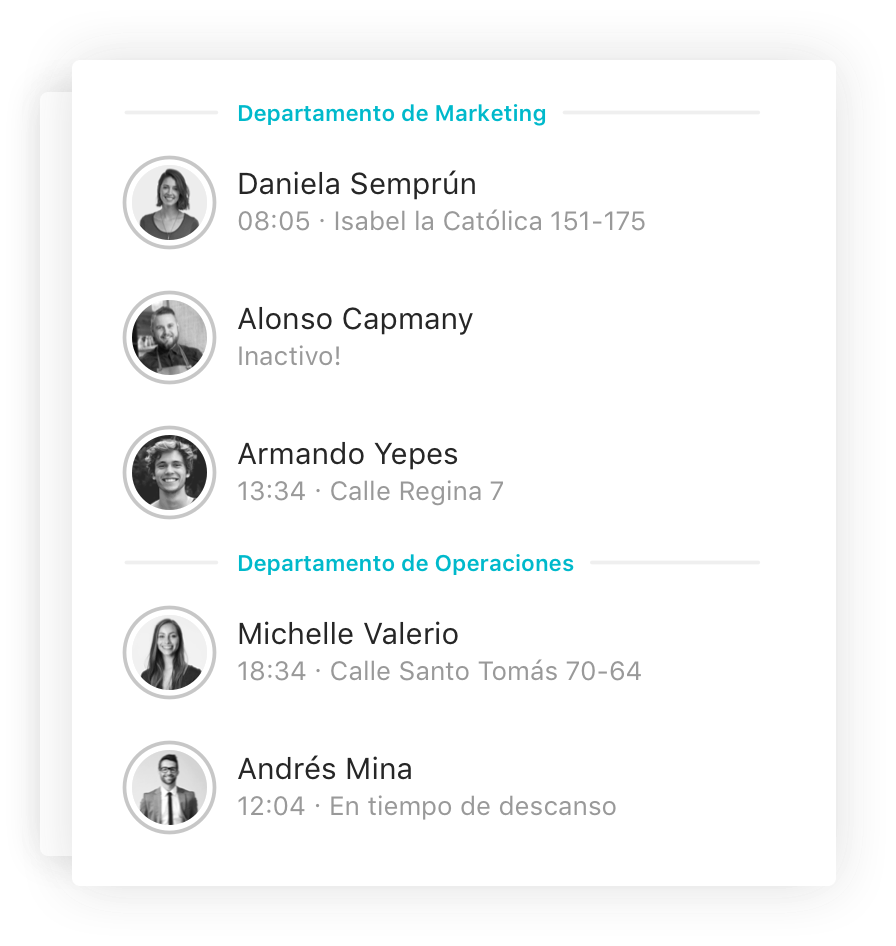 Departamento de Marketing
Daniela Semprún
08:05 · Isabel la Católica 151-175
Alonso Capmany
Inactivo!
Armando Yepes
13:34 · Calle Regina 7
Departamento de Operaciones
Michelle Valerio
18:34 · Calle Santo Tomás 70-64
Andrés Mina
12:04 · En tiempo de descanso